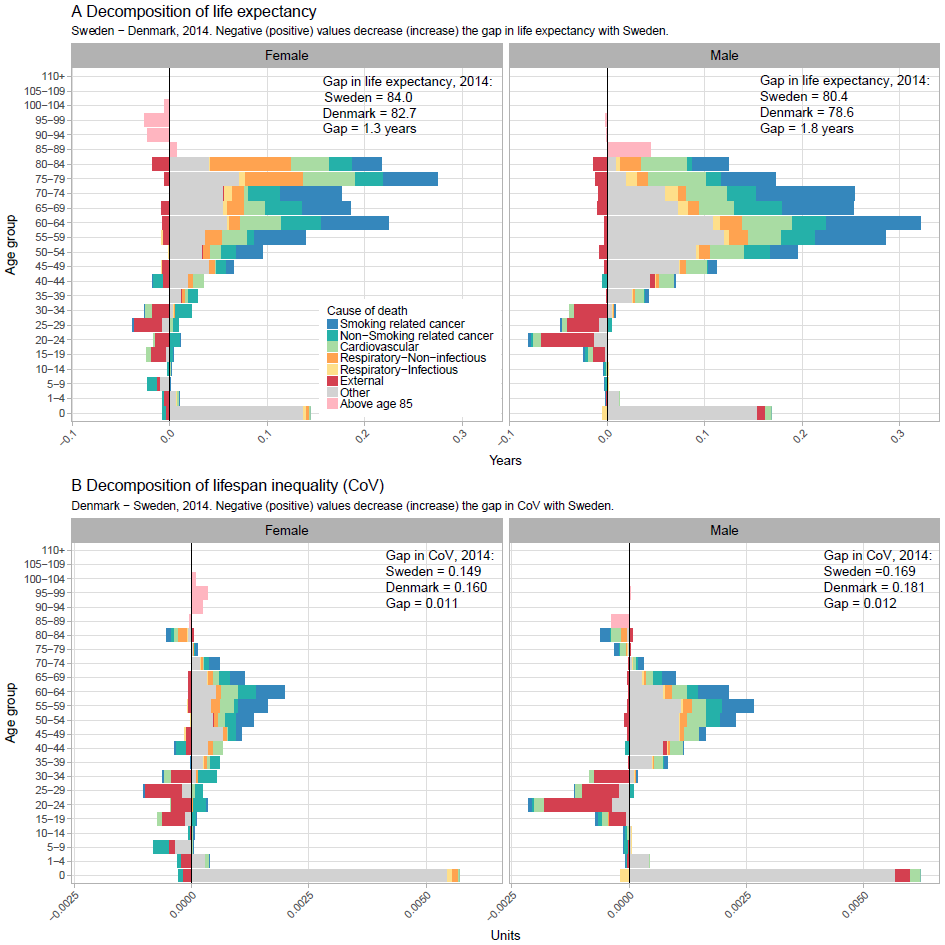 A Decomposition of life expectancy
Sweden − Denmark, 2014. Negative (positive) values decrease (increase) the gap in life expectancy with Sweden.
Female
Male
Gap in life expectancy, 2014:
Sweden = 84.0
Denmark = 82.7
Gap = 1.3 years
Gap in life expectancy, 2014:
Sweden = 80.4
Denmark = 78.6
Gap = 1.8 years
Age group
110+
105−109
100−104
95−99
90−94
85−89
80−84
75−79
70−74
65−69
60−64
55−59
50−54
45−49
40−44
35−39
30−34
25−29
20−24
15−19
10−14
5−9
1−4
0
Cause of death
Smoking related cancer
Non−Smoking related cancer
Cardiovascular
Respiratory−Non−infectious
Respiratory−Infectious
External
Other
Above age 85
−0.1
0.0
0.1
0.2
0.3
−0.1
0.0
0.1
0.2
0.3
Years
B Decomposition of lifespan inequality (CoV)
Denmark − Sweden, 2014. Negative (positive) values decrease (increase) the gap in CoV with Sweden.
Female
Male
Gap in CoV, 2014:
Sweden =0.149
Denmark = 0.160
Gap = 0.011
Gap in CoV, 2014:
Sweden =0.169
Denmark = 0.181
Gap = 0.012
Age group
110+
105−109
100−104
95−99
90−94
85−89
80−84
75−79
70−74
65−69
60−64
55−59
50−54
45−49
40−44
35−39
30−34
25−29
20−24
15−19
10−14
5−9
1−4
0
−0.0025
0.0000
0.0025
0.0050
−0.0025
0.0000
0.0025
0.0050
Units